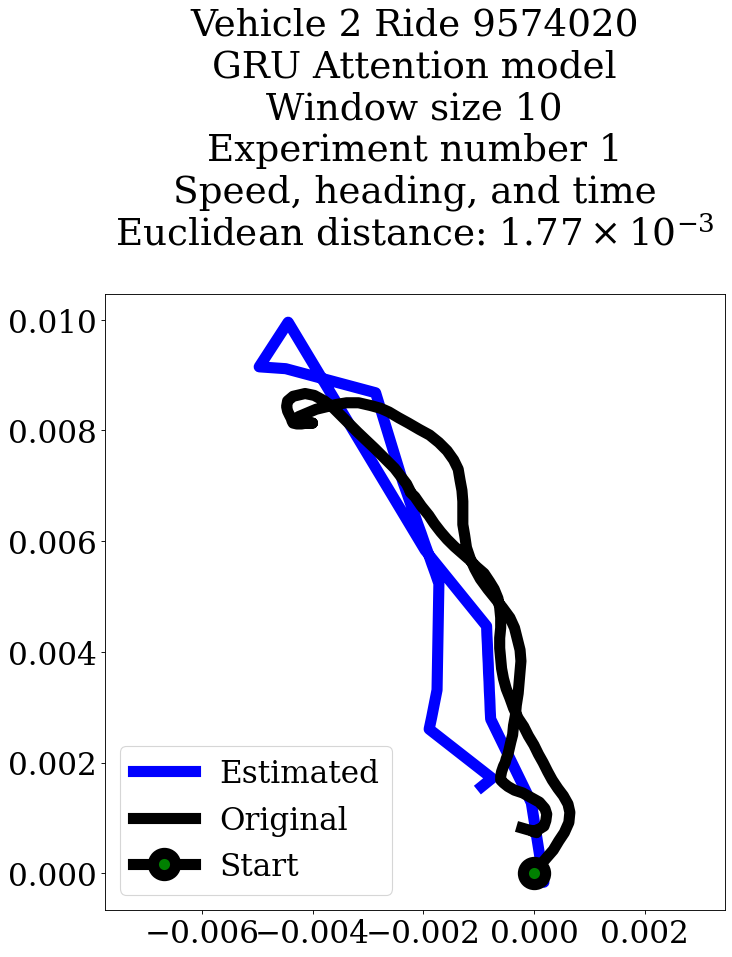 Vehicle 2 Ride 9574020
GRU Attention model
Window size 10
Experiment number 1
Speed, heading, and time
Euclidean distance: 1.77 × 10⁻³
0.010
0.008
0.006
0.004
0.002
0.000
Estimated
Original
Start
−0.006 −0.004 −0.002 0.000 0.002